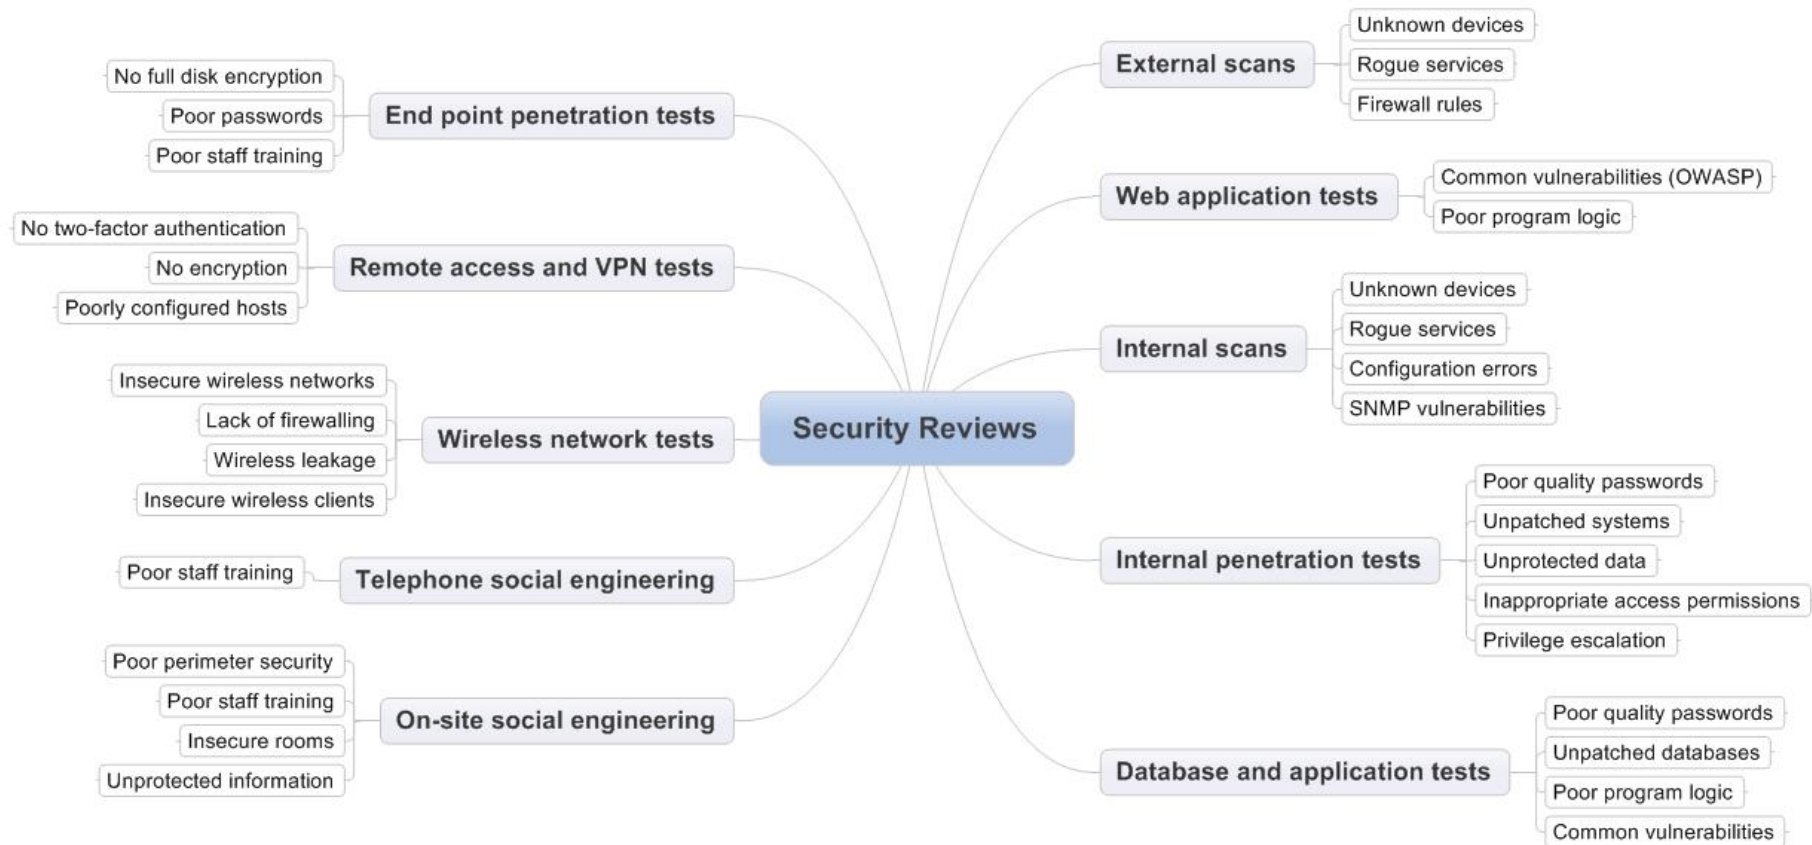 Security Reviews
External scans
Unknown devices
Rogue services
Firewall rules
Web application tests
Common vulnerabilities (OWASP)
Poor program logic
Internal scans
Unknown devices
Rogue services
Configuration errors
SNMP vulnerabilities
Internal penetration tests
Poor quality passwords
Unpatched systems
Unprotected data
Inappropriate access permissions
Privilege escalation
Database and application tests
Poor quality passwords
Unpatched databases
Poor program logic
Common vulnerabilities
End point penetration tests
No full disk encryption
Poor passwords
Poor staff training
Remote access and VPN tests
No two-factor authentication
No encryption
Poorly configured hosts
Wireless network tests
Insecure wireless networks
Lack of firewalling
Wireless leakage
Insecure wireless clients
Telephone social engineering
Poor staff training
On-site social engineering
Poor perimeter security
Poor staff training
Insecure rooms
Unprotected information